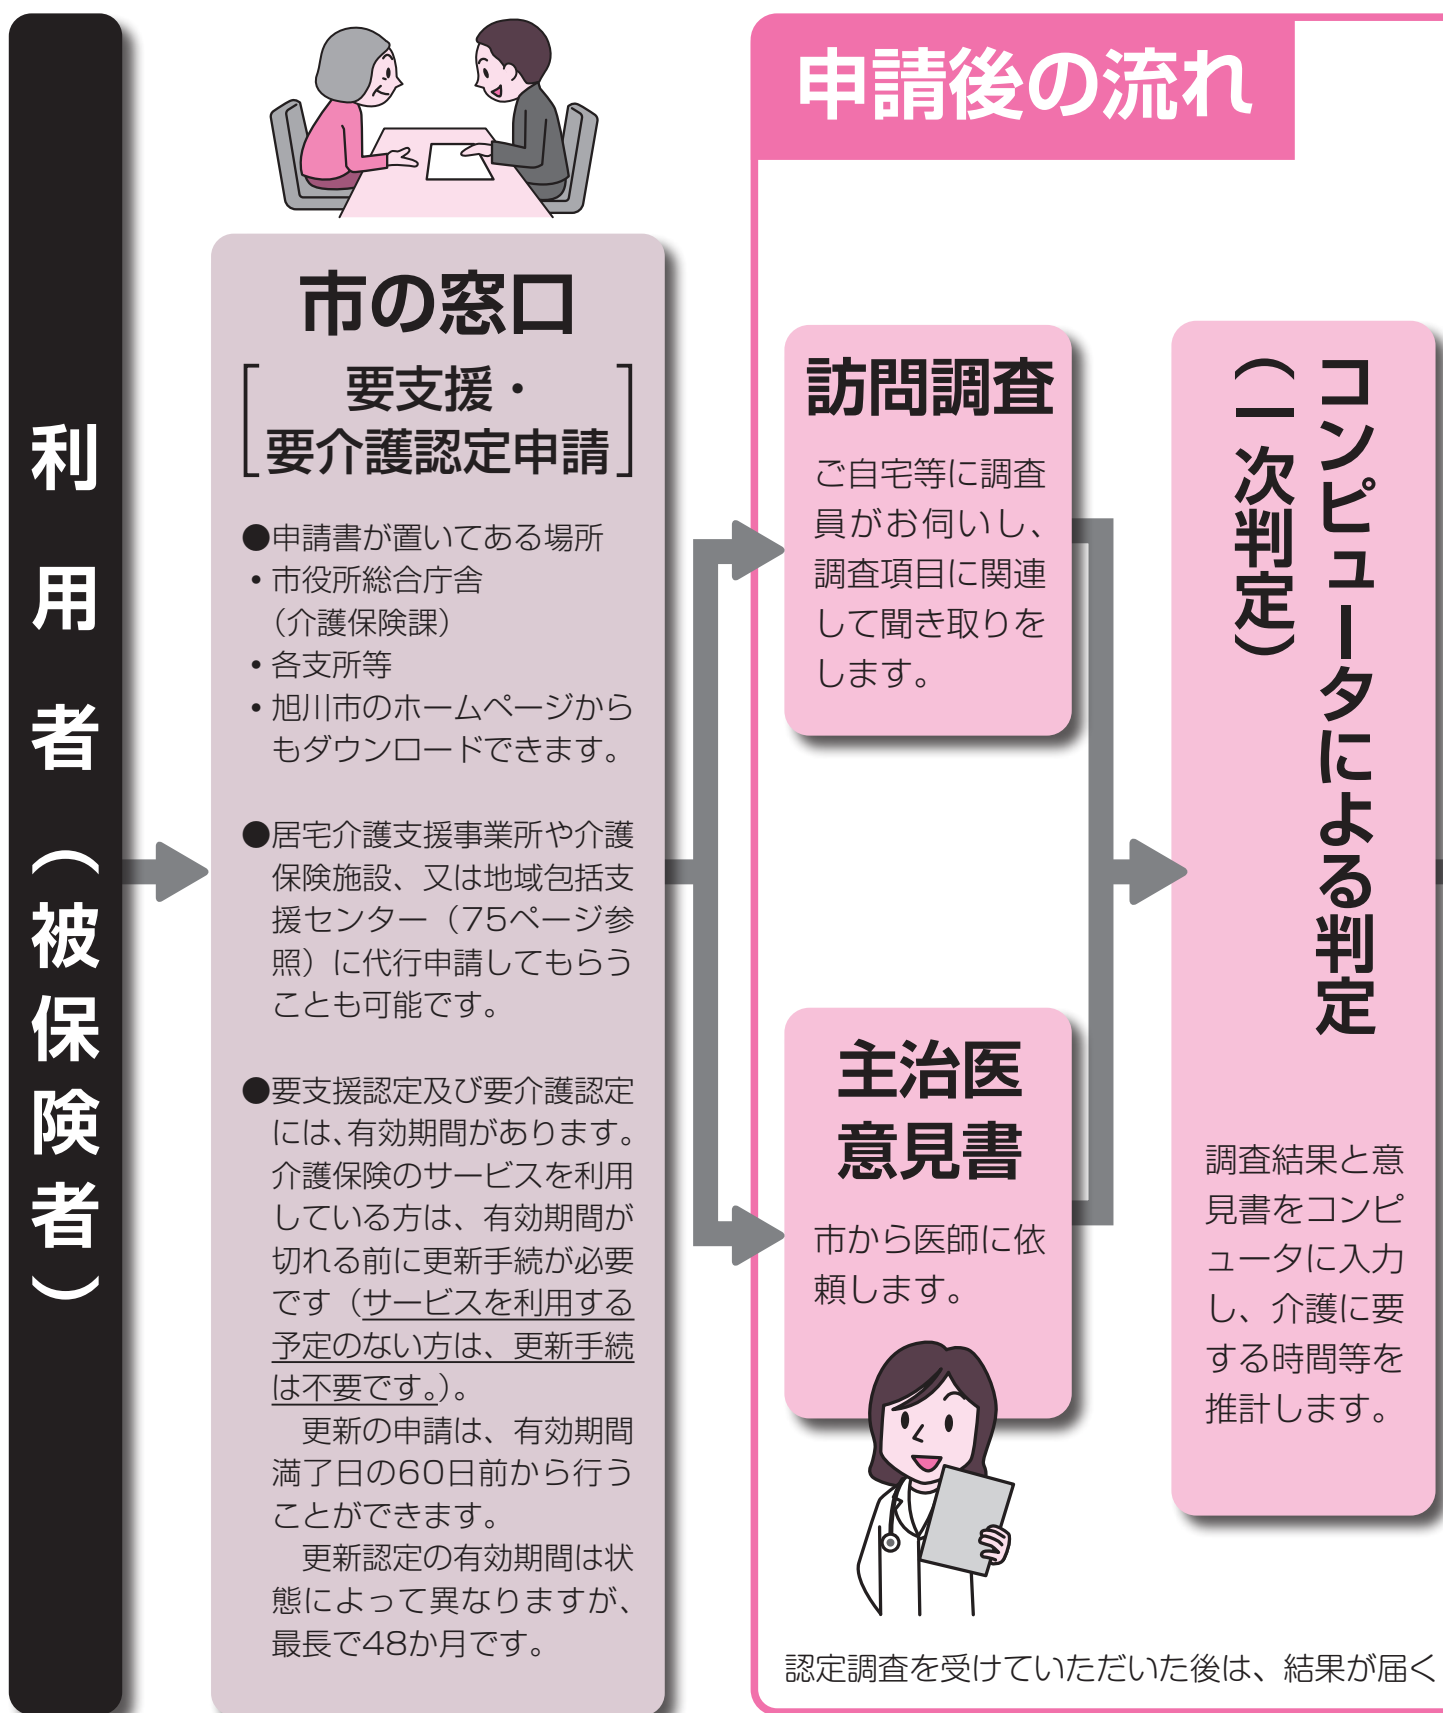 利用者（被保険者）
市の窓口
要支援・
要介護認定申請
●申請書が置いてある場所
・市役所総合庁舎
（介護保険課）
・各支所等
・旭川市のホームページから
もダウンロードできます。
●居宅介護支援事業所や介護
保険施設、又は地域包括支
援センター（75ページ参
照）に代行申請してもらう
ことも可能です。
●要支援認定及び要介護認定
には、有効期間があります。
介護保険のサービスを利用
している方は、有効期間が
切れる前に更新手続が必要
です（サービスを利用する
予定のない方は、更新手続
は不要です。）。
更新の申請は、有効期間
満了日の60日前から行う
ことができます。
更新認定の有効期間は状
態によって異なりますが、
最長で48か月です。
申請後の流れ
訪問調査
ご自宅等に調査
員がお伺いし、
調査項目に関連
して聞き取りを
します。
主治医
意見書
市から医師に依
頼します。
コンピュータによる判定
（一次判定）
調査結果と意
見書をコンピ
ュータに入力
し、介護に要
する時間等を
推計します。
認定調査を受けていただいた後は、結果が届く